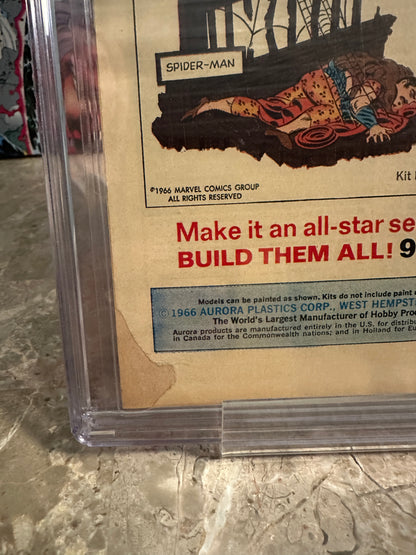 SPIDER-MAN
©1966 MARVEL COMICS GROUP
ALL RIGHTS RESERVED
Kit
Make it an all-star se
BUILD THEM ALL! 9
Models can be painted as shown. Kits do not include paint
© 1966 AURORA PLASTICS CORP., WEST HEMPS
The World's Largest Manufacturer of Hobby Pro
Aurora products are manufactured entirely in the U.S. for distrib
in Canada for the Commonwealth nations; and in Holland for Eu